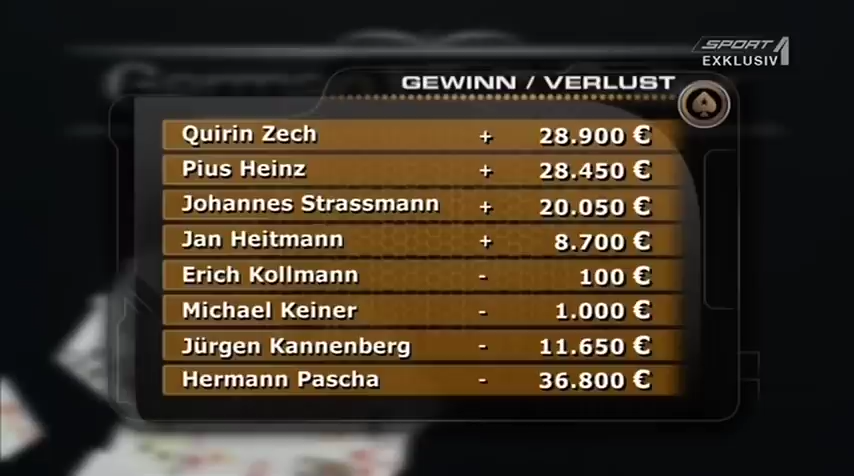 SPORT1
EXKLUSIV
GEWINN / VERLUST
Quirin Zech + 28.900 €
Pius Heinz + 28.450 €
Johannes Strassmann + 20.050 €
Jan Heitmann + 8.700 €
Erich Kollmann - 100 €
Michael Keiner - 1.000 €
Jürgen Kannenberg - 11.650 €
Hermann Pascha - 36.800 €